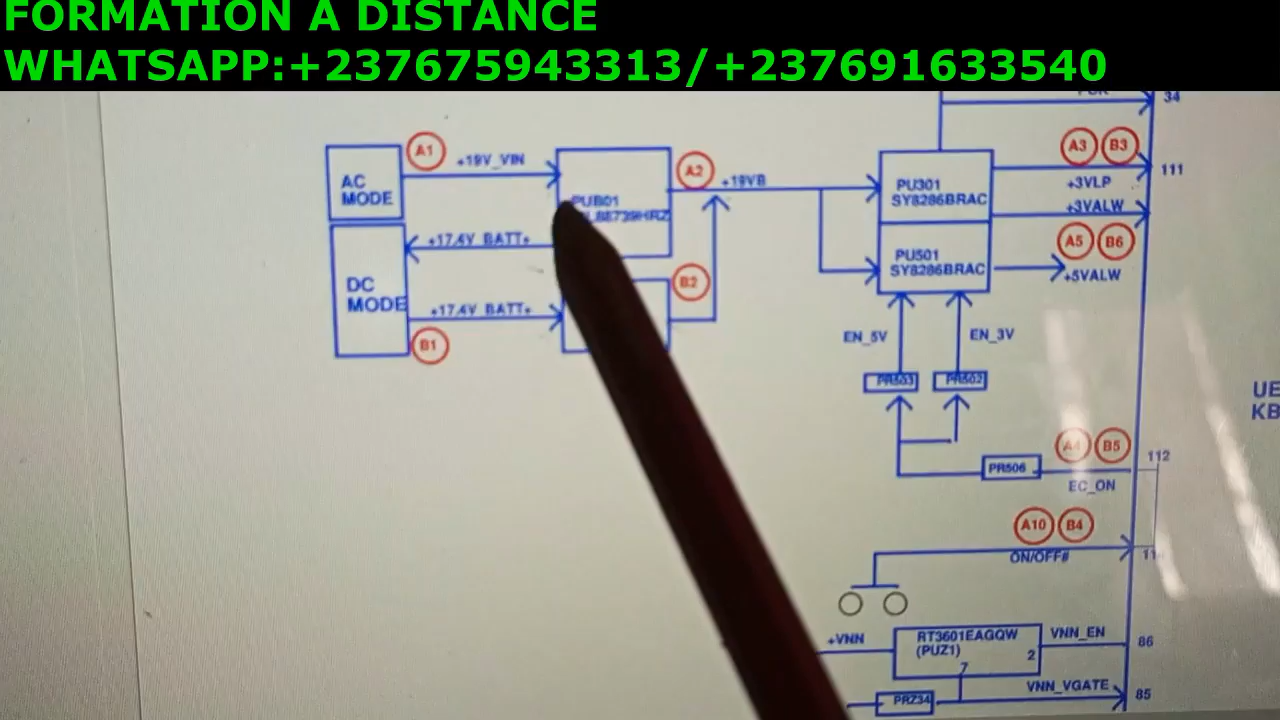 FORMATION A DISTANCE
WHATSAPP:+237675943313/+237691633540
34
AC
MODE
A1
+19V_VIN
PUB01
A2
+19VB
PU301
SY8286BRAC
A3
B3
111
+3VLP
+3VALW
DC
MODE
+17.4V_BATT+
+17.4V_BATT+
B1
B2
PU501
SY8286BRAC
A5
B6
+5VALW
EN_5V
EN_3V
PR503
PR502
PR506
A4
B5
112
EC_ON
A10
B4
ON/OFF#
+VNN
RT3601EAGQW
(PUZ1)
2
7
VNN_EN
86
PRZ34
VNN_VGATE
85